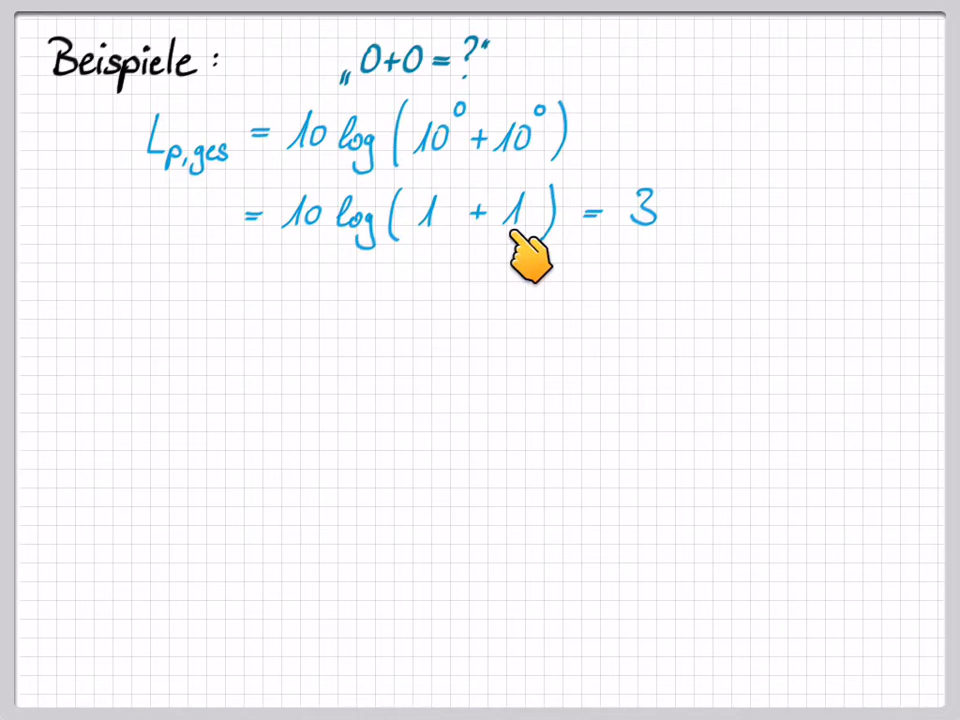 Beispiele: „0+0=?“
L_p,ges = 10 log(10⁰+10⁰)
= 10 log(1 + 1) = 3